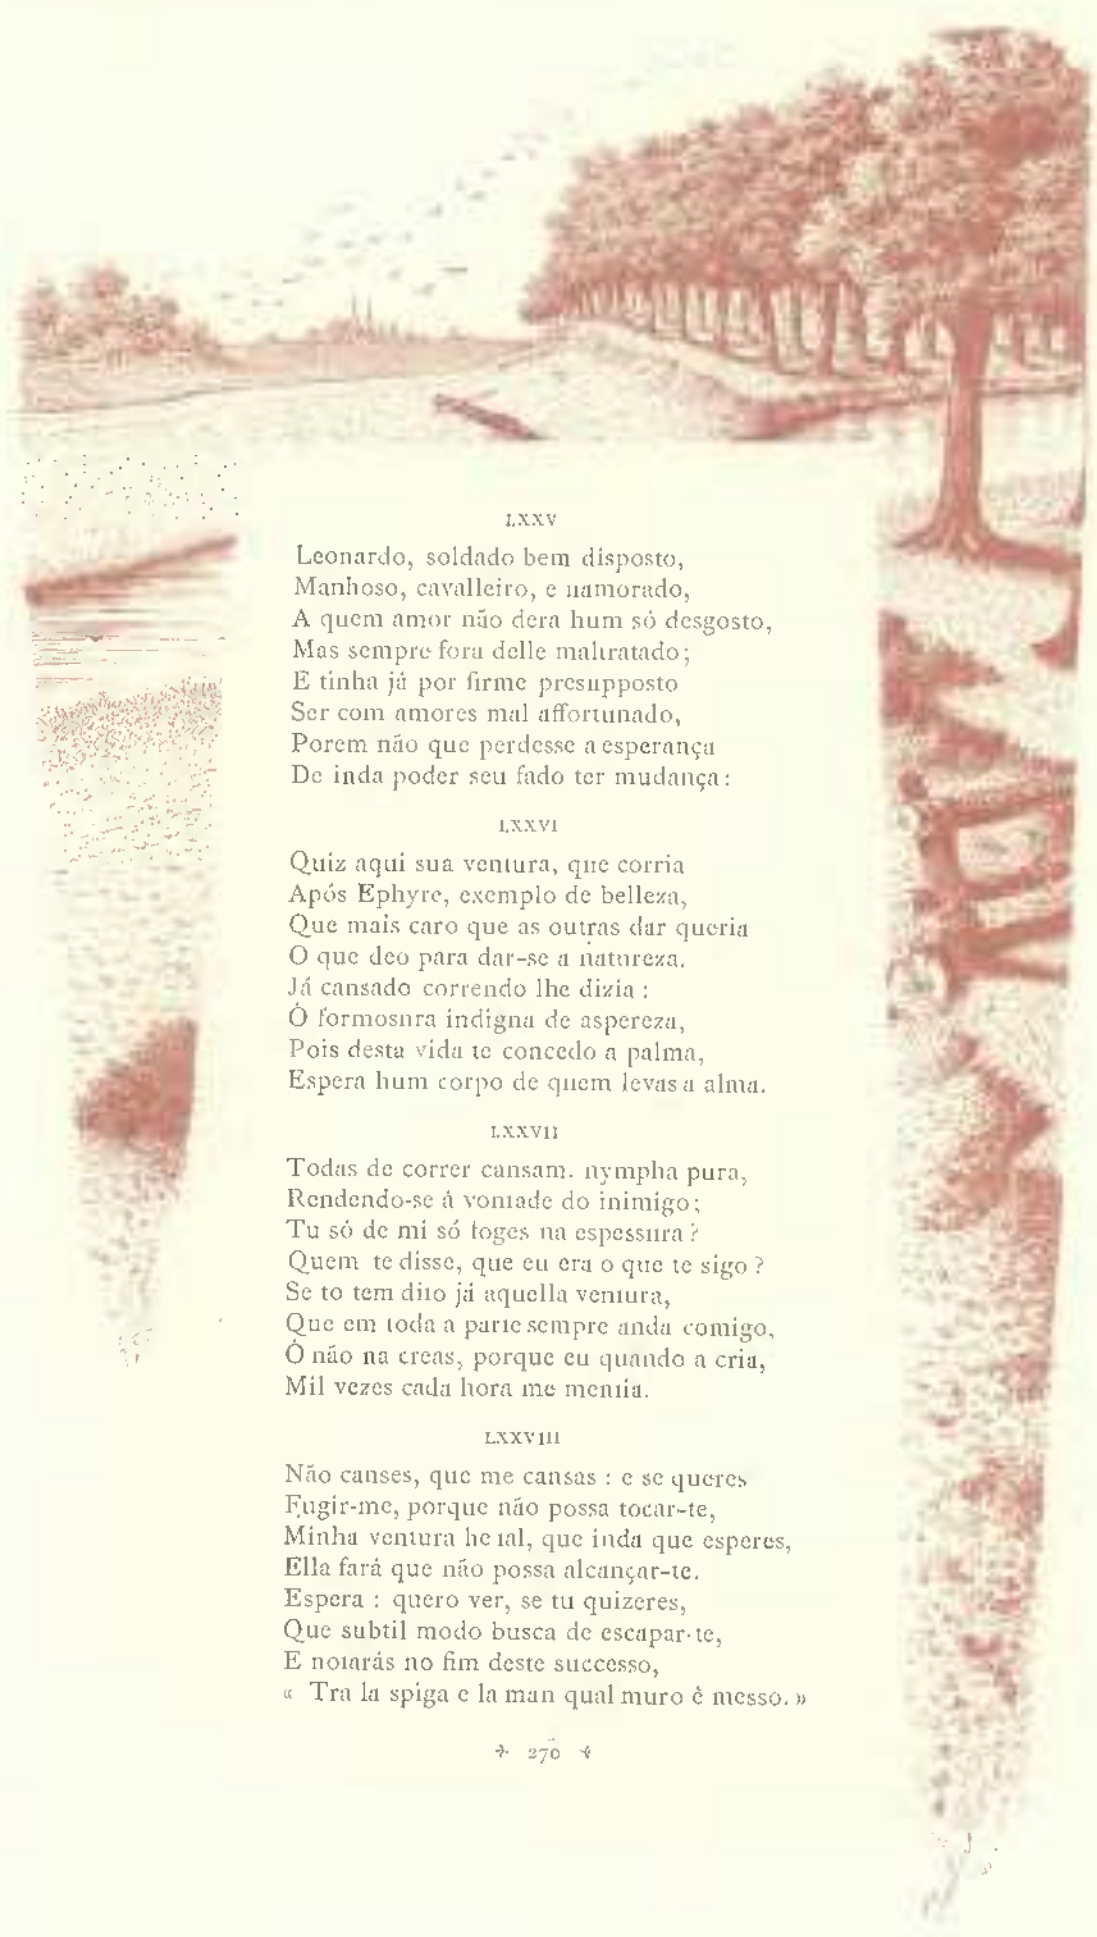 LXXV
Leonardo, soldado bem disposto,
Manhoso, cavalleiro, e namorado,
A quem amor não dera hum só desgosto,
Mas sempre fora delle maltratado;
E tinha já por firme presupposto
Ser com amores mal affortunado,
Porem não que perdesse a esperança
De inda poder seu fado ter mudança:
LXXVI
Quiz aqui sua ventura, que corria
Após Ephyre, exemplo de belleza,
Que mais caro que as outras dar queria
O que deo para dar-se a natureza.
Já cansado correndo lhe dizia :
Ó formosura indigna de aspereza,
Pois desta vida te concedo a palma,
Espera hum corpo de quem levas a alma.
LXXVII
Todas de correr cansam. nympha pura,
Rendendo-se á vontade do inimigo;
Tu só de mi só foges na espessura ?
Quem te disse, que eu era o que te sigo ?
Se to tem dito já aquella ventura,
Que em toda a parte sempre anda comigo,
Ó não na creas, porque eu quando a cria,
Mil vezes cada hora me mentia.
LXXVIII
Não canses, que me cansas : e se queres
Fugir-me, porque não possa tocar-te,
Minha ventura he tal, que inda que esperes,
Ella fará que não possa alcançar-te.
Espera : quero ver, se tu quizeres,
Que subtil modo busca de escapar-te,
E notarás no fim deste successo,
« Tra la spiga e la man qual muro è messo. »
270